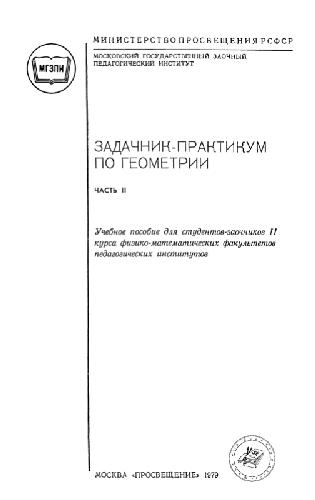 МИНИСТЕРСТВО ПРОСВЕЩЕНИЯ РСФСР
МОСКОВСКИЙ ГОСУДАРСТВЕННЫЙ ЗАОЧНЫЙ
ПЕДАГОГИЧЕСКИЙ ИНСТИТУТ
МГЗПИ
ЗАДАЧНИК-ПРАКТИКУМ
ПО ГЕОМЕТРИИ
ЧАСТЬ II
Учебное пособие для студентов-заочников II
курса физико-математических факультетов
педагогических институтов
МОСКВА «ПРОСВЕЩЕНИЕ» 1979